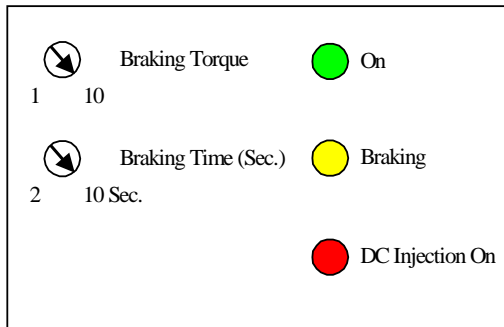 Braking Torque
1 10
Braking Time (Sec.)
2 10 Sec.
On
Braking
DC Injection On